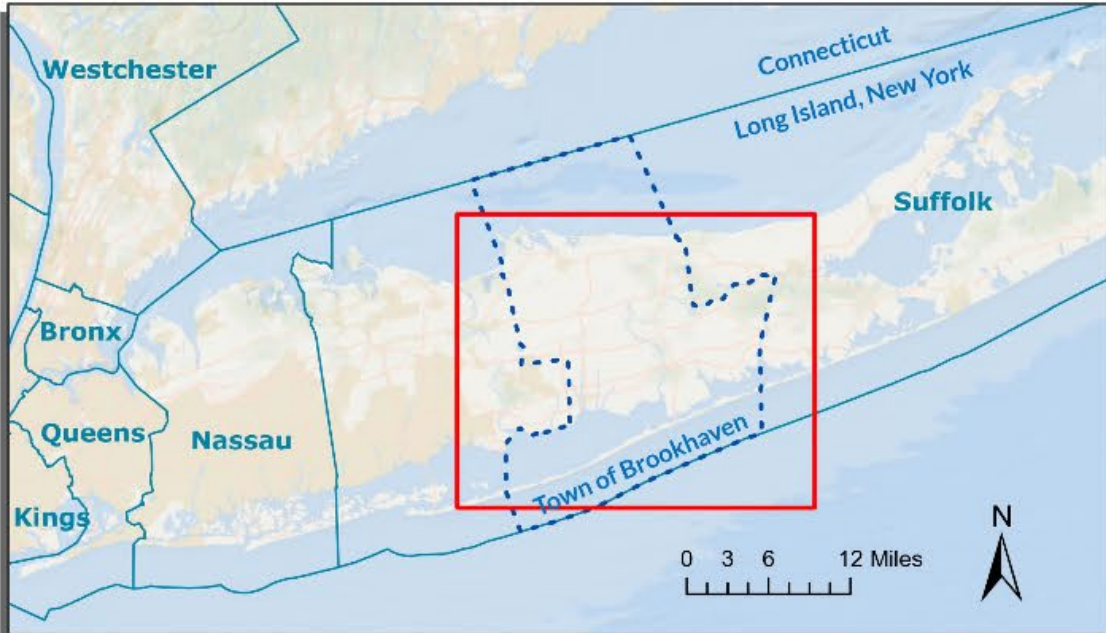 Westchester
Connecticut
Long Island, New York
Suffolk
Bronx
Queens
Nassau
Kings
Town of Brookhaven
N
0 3 6 12 Miles